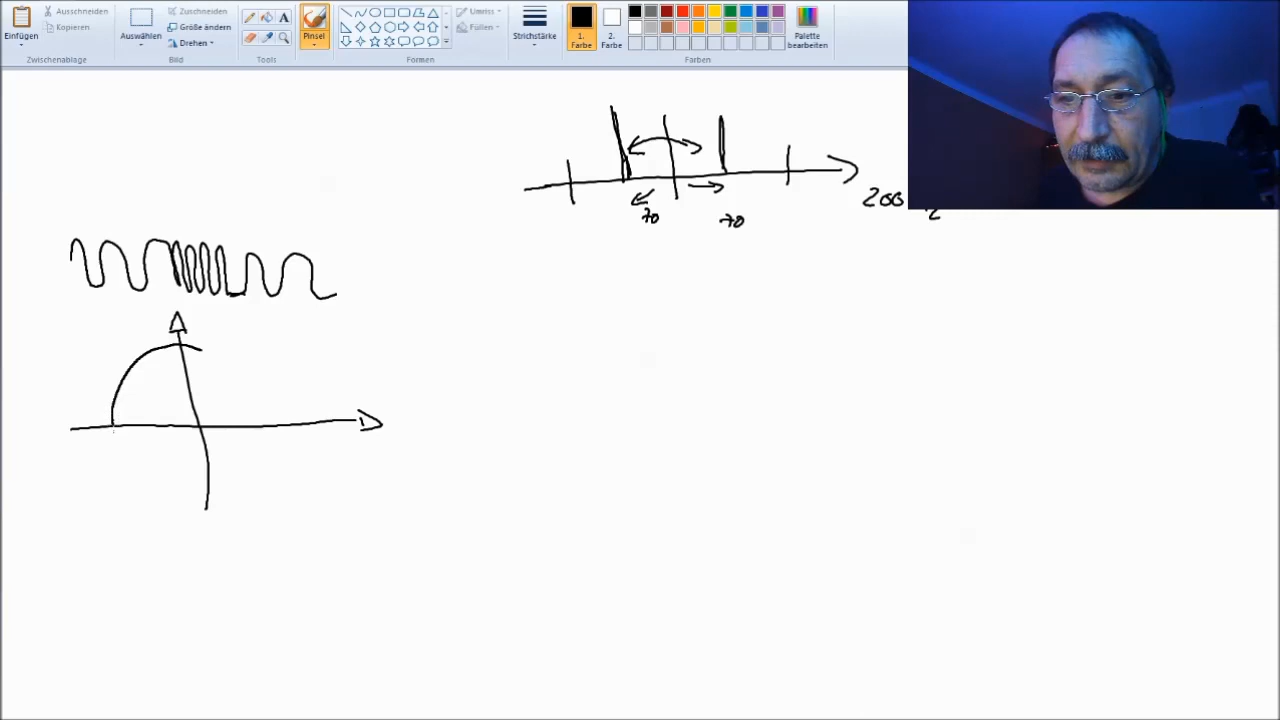 Ausschneiden
Kopieren
Einfügen
Zwischenablage
Auswählen
Zuschneiden
Größe ändern
Drehen
Bild
A
Tools
Pinsel
Formen
Umriss
Füllen
Strichstärke
1.
Farbe
2.
Farbe
Farben
Palette
bearbeiten
200
70
70